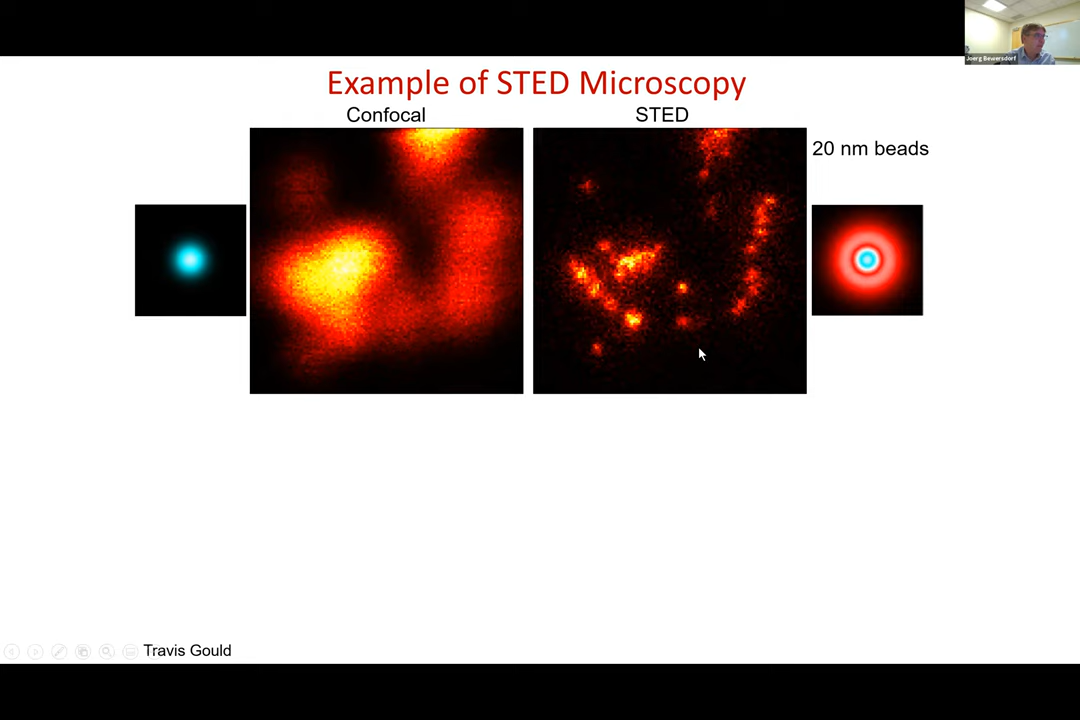 Joerg Bewersdorf
Example of STED Microscopy
Confocal
STED
20 nm beads
Travis Gould